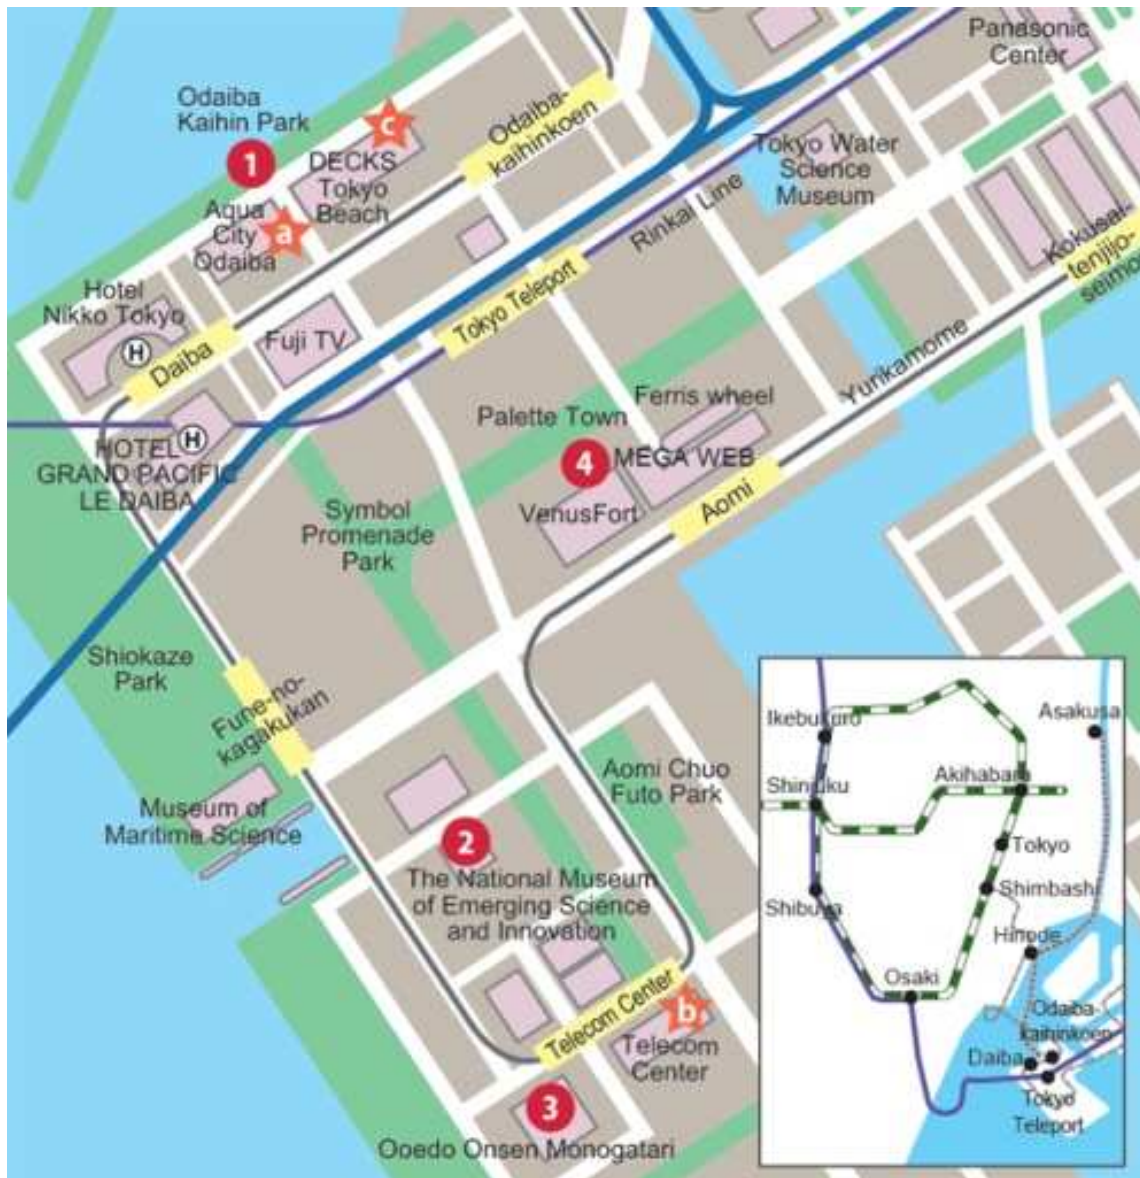 Panasonic
Center
Odaiba
Kaihin Park
c
Odaiba-
kaihinkoen
1
DECKS
Tokyo
Beach
Tokyo Water
Science
Museum
Aqua
City
Odaiba
a
Rinkai Line
Kokusai-
tenjijo-
Hotel
Nikko Tokyo
H
Daiba
Fuji TV
Tokyo Teleport
Yurikamome
Ferris wheel
Palette Town
H
HOTEL
GRAND PACIFIC
LE DAIBA
4
MEGA WEB
VenusFort
Aomi
Symbol
Promenade
Park
Shiokaze
Park
Fune-no-
kagakukan
Aomi Chuo
Futo Park
Museum of
Maritime Science
2
The National Museum
of Emerging Science
and Innovation
Telecom Center
b
Telecom
Center
3
Ooedo Onsen Monogatari
Ikebukuro
Asakusa
Shinjuku
Akihabara
Tokyo
Shimbashi
Shibuya
Hinode
Osaki
Odaiba-
kaihinkoen
Daiba
Tokyo
Teleport